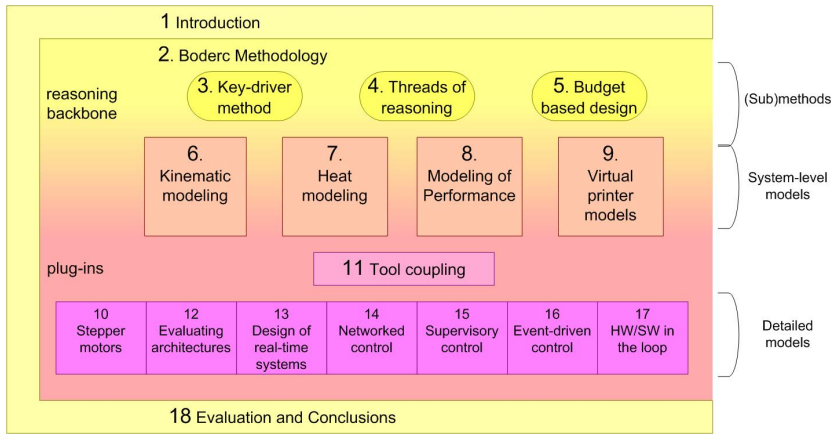 1 Introduction
2. Boderc Methodology
reasoning
backbone
3. Key-driver
method
4. Threads of
reasoning
5. Budget
based design
(Sub)methods
6.
Kinematic
modeling
7.
Heat
modeling
8.
Modeling of
Performance
9.
Virtual
printer
models
System-level
models
plug-ins
11 Tool coupling
10
Stepper
motors
12
Evaluating
architectures
13
Design of
real-time
systems
14
Networked
control
15
Supervisory
control
16
Event-driven
control
17
HW/SW in
the loop
Detailed
models
18 Evaluation and Conclusions